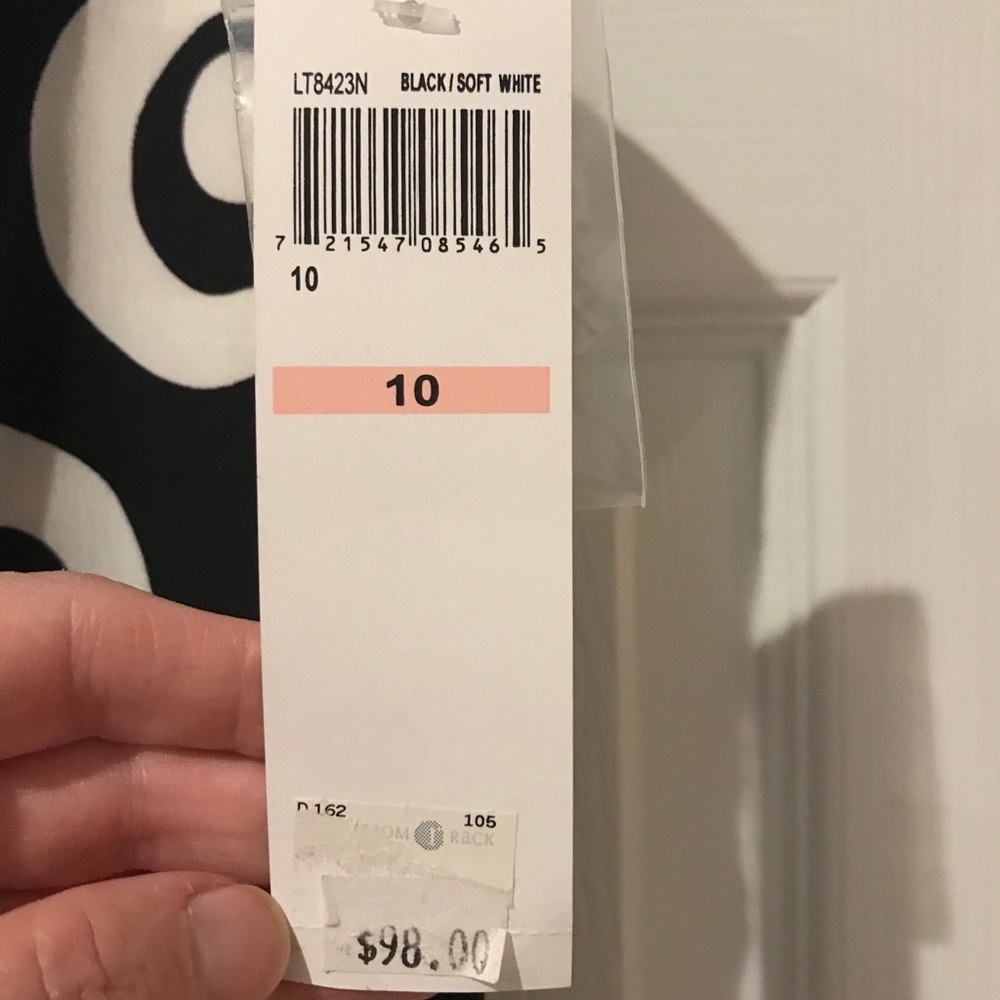 LT8423N BLACK/SOFT WHITE
7 21547 08546 5
10
10
162 105
RACK
$98.00